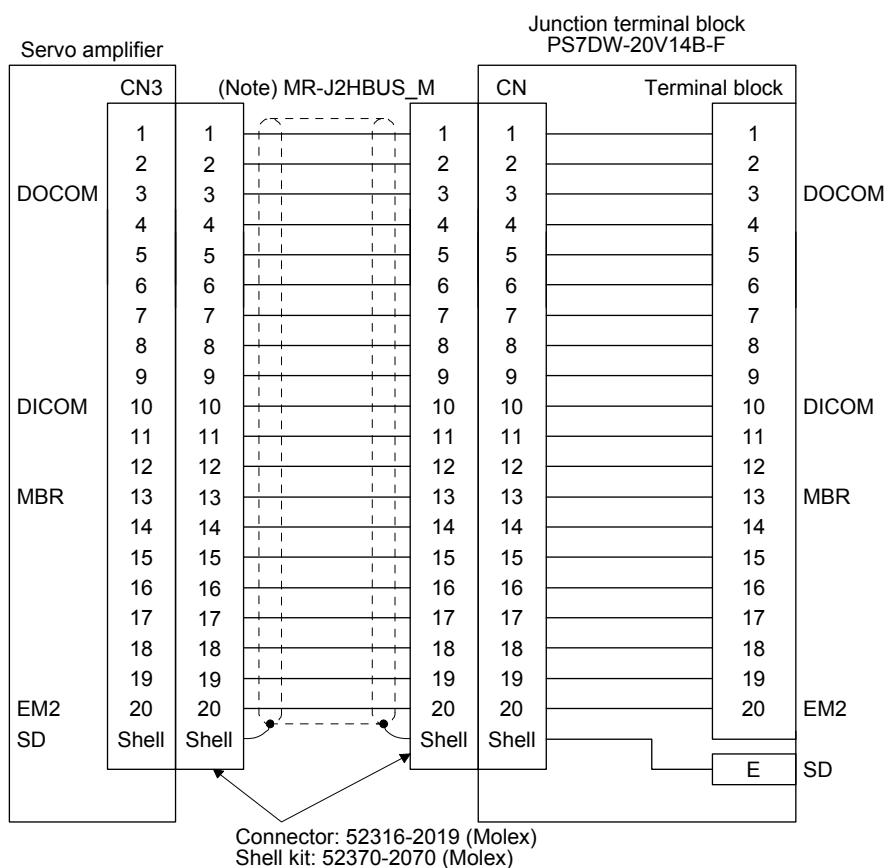 Junction terminal block
PS7DW-20V14B-F
Servo amplifier
CN3 (Note) MR-J2HBUS_M CN Terminal block
1 1 1 1 1
2 2 2 2 2
DOCOM 3 3 3 3 3 DOCOM
4 4 4 4 4
5 5 5 5 5
6 6 6 6 6
7 7 7 7 7
8 8 8 8 8
9 9 9 9 9
DICOM 10 10 10 10 10 DICOM
11 11 11 11 11
12 12 12 12 12
MBR 13 13 13 13 13 MBR
14 14 14 14 14
15 15 15 15 15
16 16 16 16 16
17 17 17 17 17
18 18 18 18 18
19 19 19 19 19
EM2 20 20 20 20 20 EM2
SD Shell Shell Shell Shell
E SD
Connector: 52316-2019 (Molex)
Shell kit: 52370-2070 (Molex)